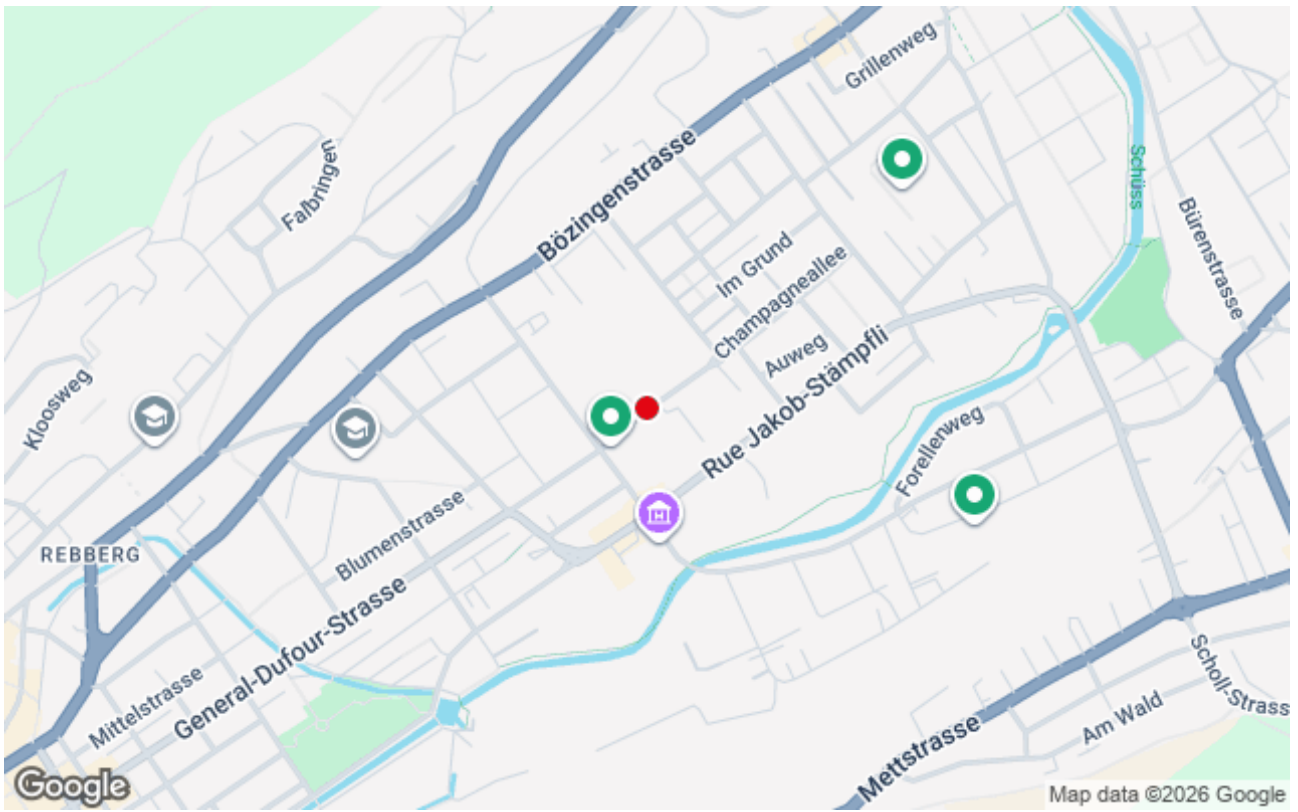 Grillenweg
Schüss
Falbringen
Bözingenstrasse
Bürenstrasse
Im Grund
Champagneallee
Auweg
Kloosweg
Rue Jakob-Stämpfli
Forellenweg
Blumenstrasse
REBBERG
General-Dufour-Strasse
Mittelstrasse
Scholl-Strass
Am Wald
Mettstrasse
Google
Map data ©2026 Google